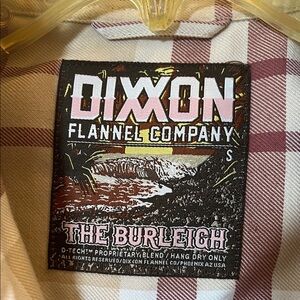 DIXXON
FLANNEL COMPANY
S
THE BURLEIGH
D-TECH™ PROPRIETARY BLEND / HANG DRY ONLY
ALL RIGHTS RESERVED/DIXXON FLANNEL CO/PHOENIX AZ USA